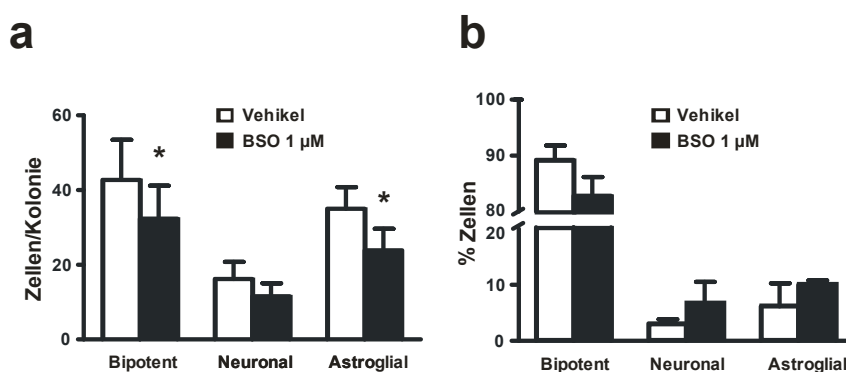 a
Zellen/Kolonie
60
40
20
0
Vehikel
BSO 1 µM
*
*
Bipotent
Neuronal
Astroglial
b
% Zellen
100
90
80
20
10
0
Vehikel
BSO 1 µM
Bipotent
Neuronal
Astroglial